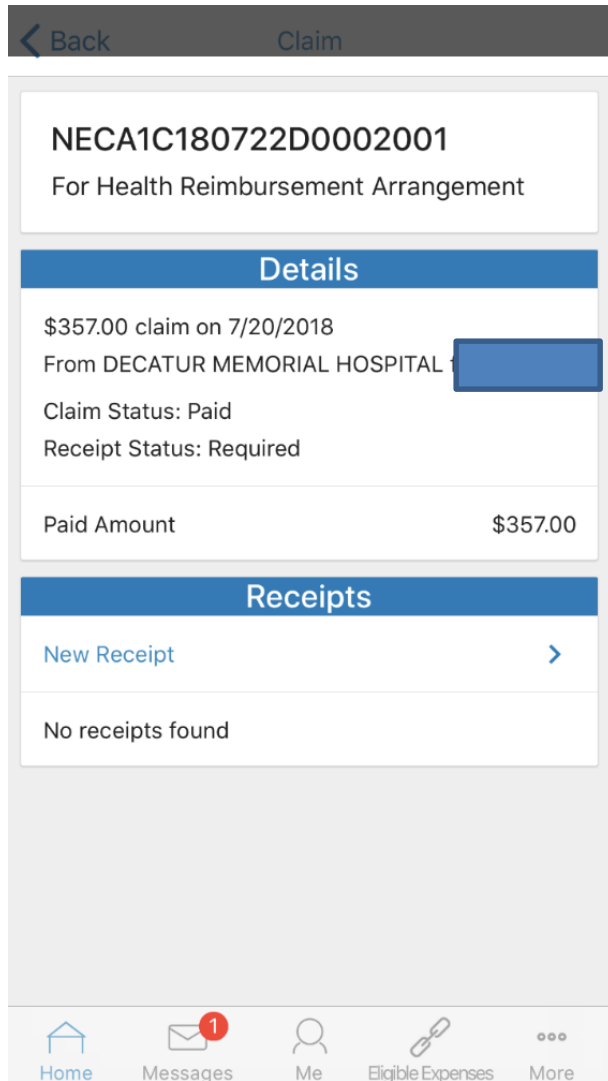 Back
Claim
NECA1C180722D0002001
For Health Reimbursement Arrangement
Details
$357.00 claim on 7/20/2018
From DECATUR MEMORIAL HOSPITAL
Claim Status: Paid
Receipt Status: Required
Paid Amount $357.00
Receipts
New Receipt
No receipts found
1
Home Messages Me Eligible Expenses More